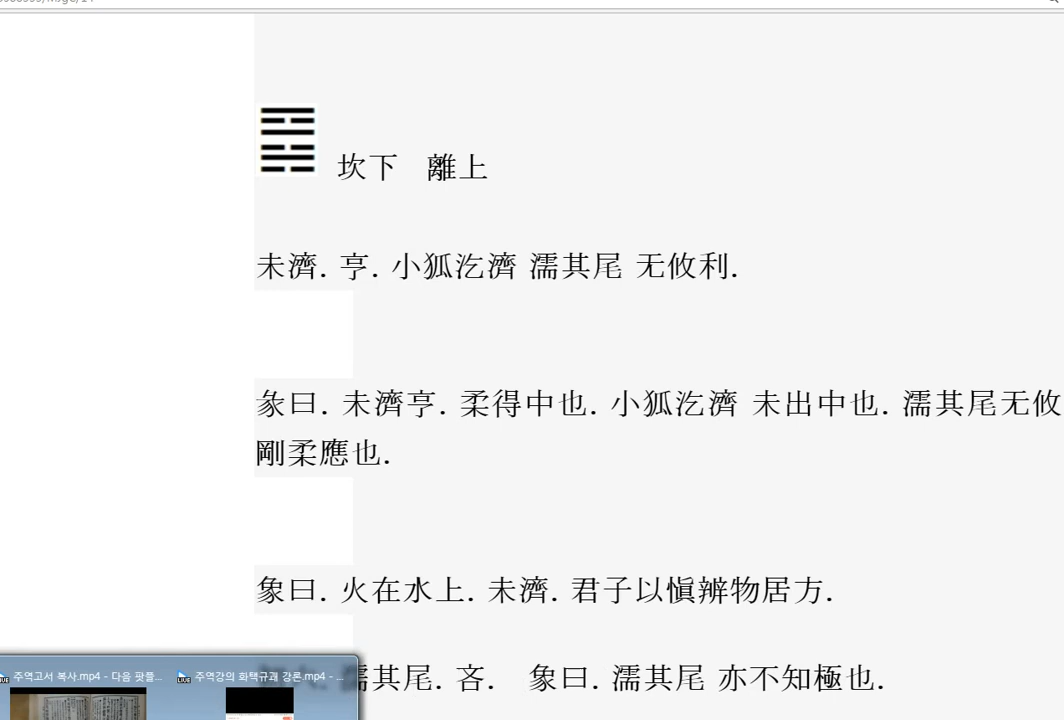 坎下 離上
未濟. 亨. 小狐汔濟 濡其尾 无攸利.
彖曰. 未濟亨. 柔得中也. 小狐汔濟 未出中也. 濡其尾无攸
剛柔應也.
象曰. 火在水上. 未濟. 君子以愼辨物居方.
濡其尾. 吝. 象曰. 濡其尾 亦不知極也.
주역고서 복사.mp4 - 다음 팟플...
주역강의 화택규괘 강론.mp4 - ...